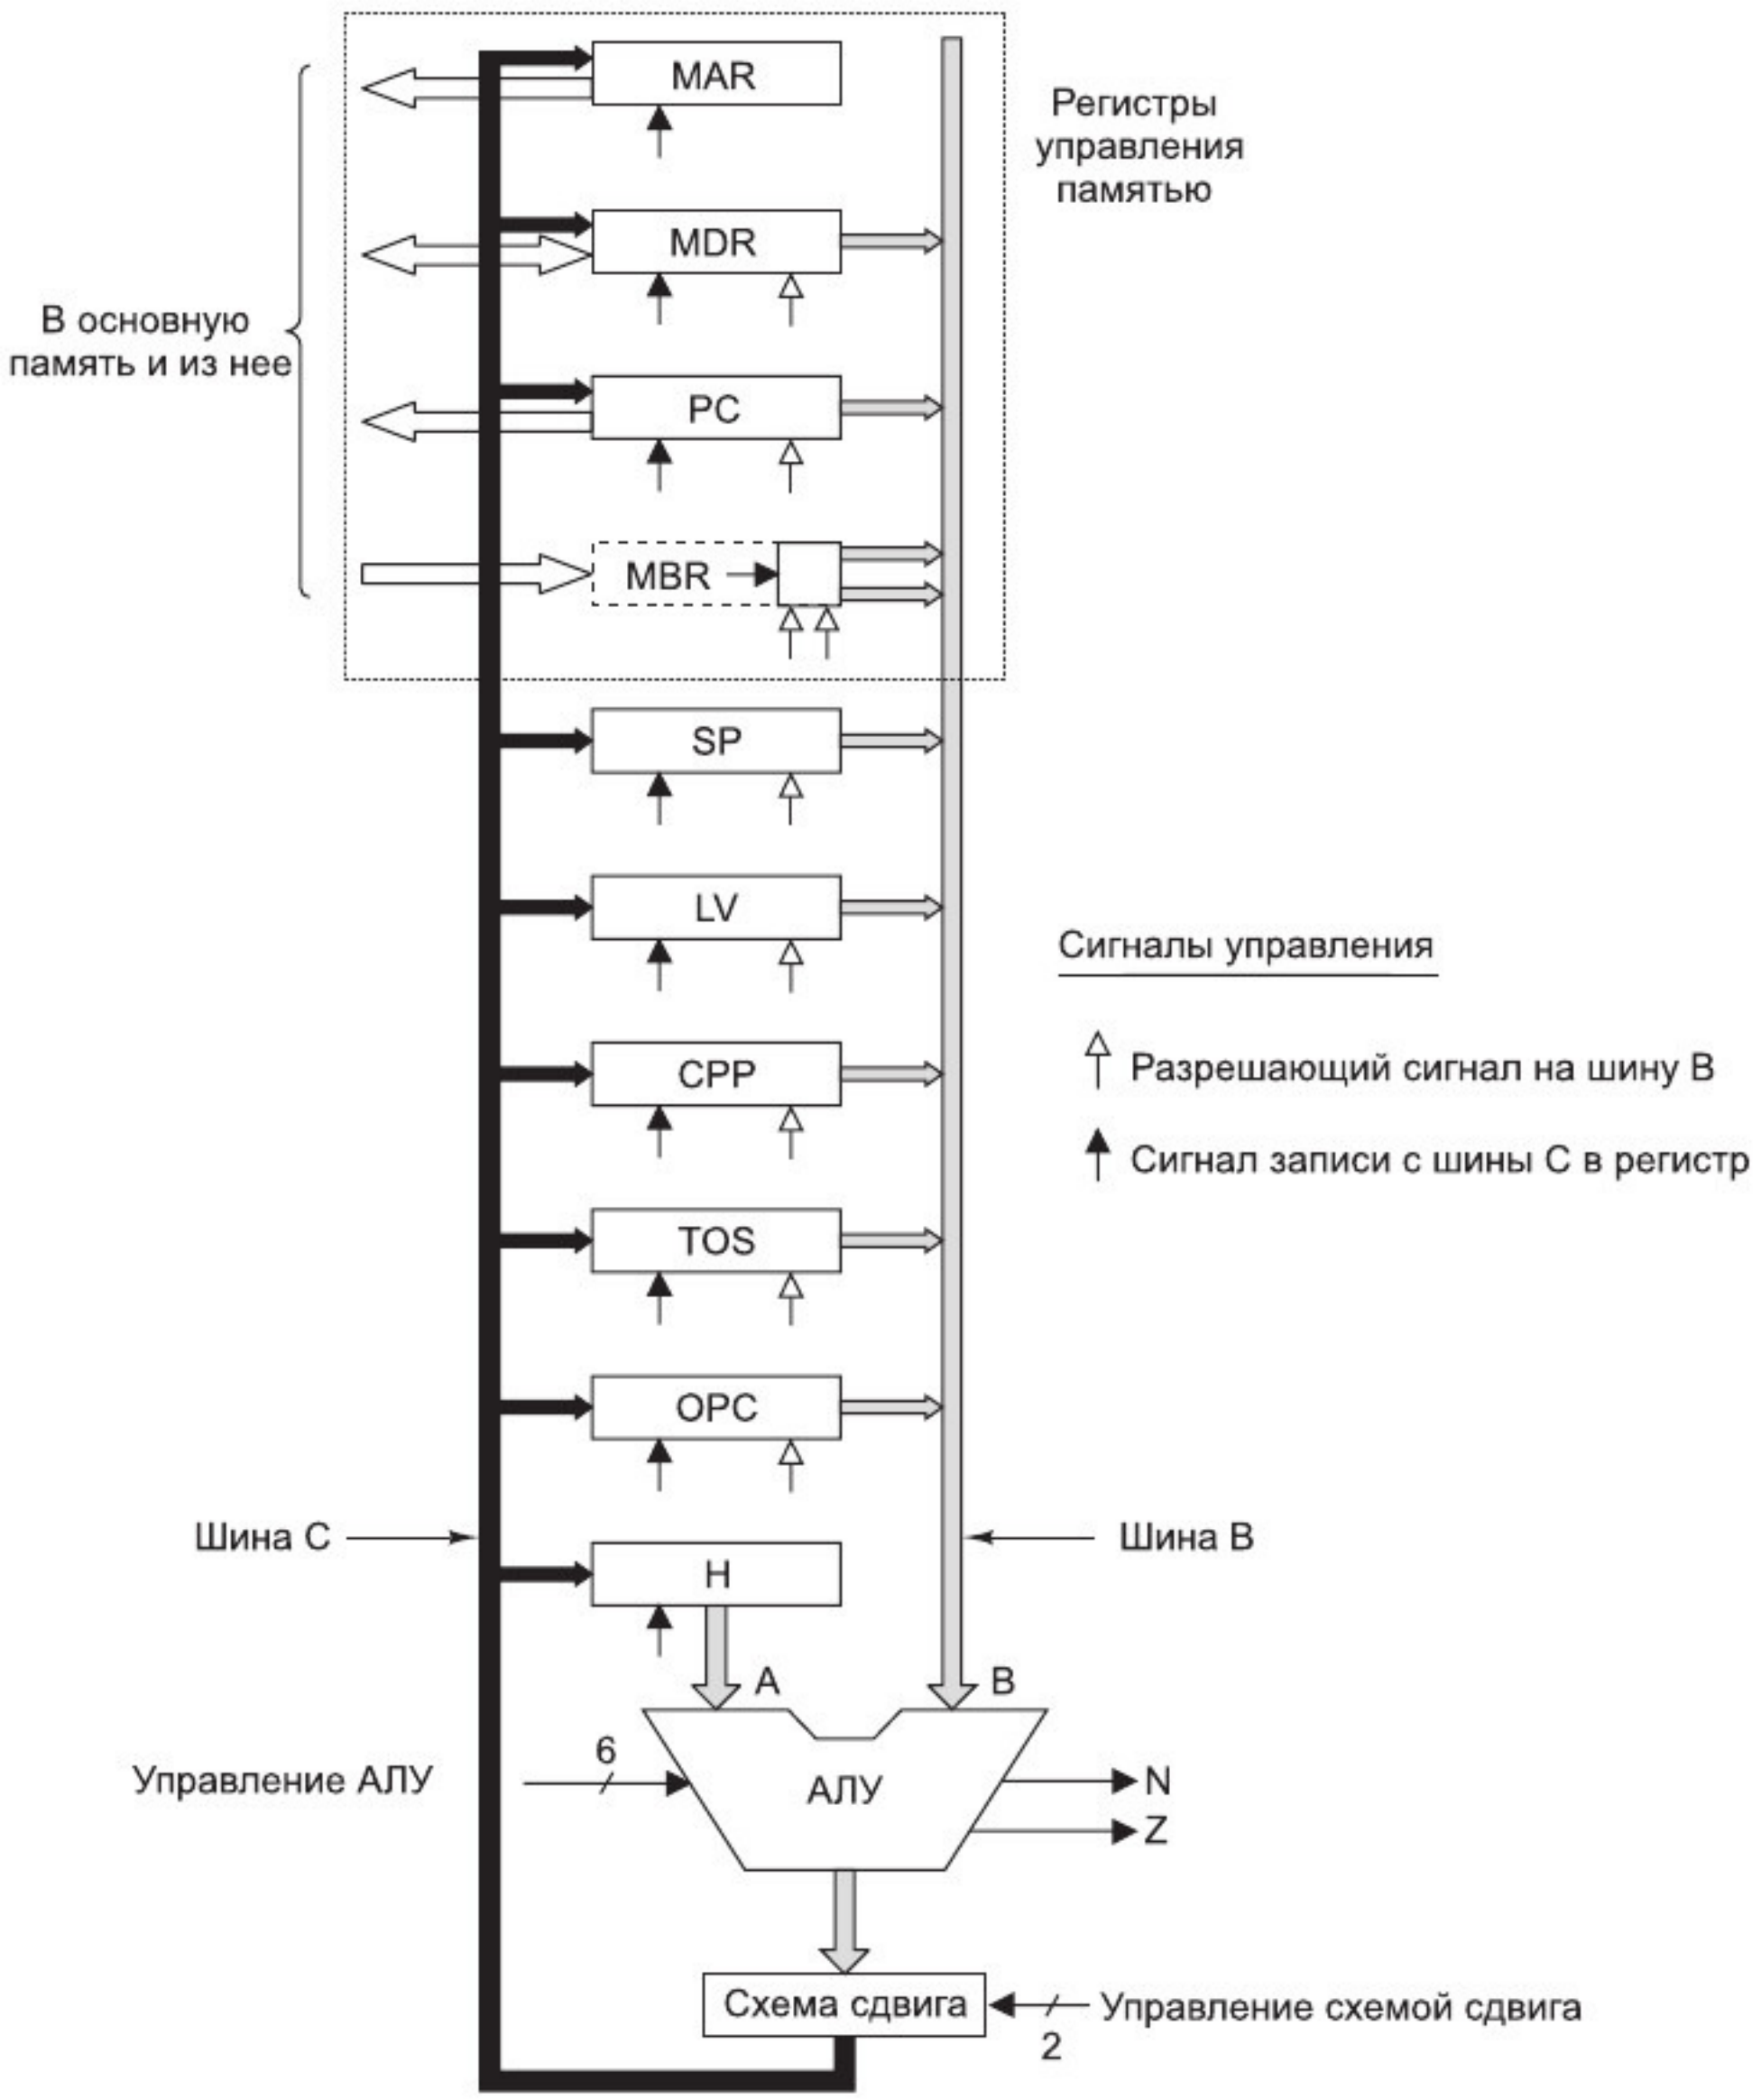 MAR
Регистры
управления
памятью
MDR
В основную
память и из нее
PC
MBR
SP
LV
Сигналы управления
CPP
Разрешающий сигнал на шину B
Сигнал записи с шины C в регистр
TOS
OPC
Шина C
Шина B
H
A
B
6
Управление АЛУ
АЛУ
N
Z
Схема сдвига
Управление схемой сдвига
2